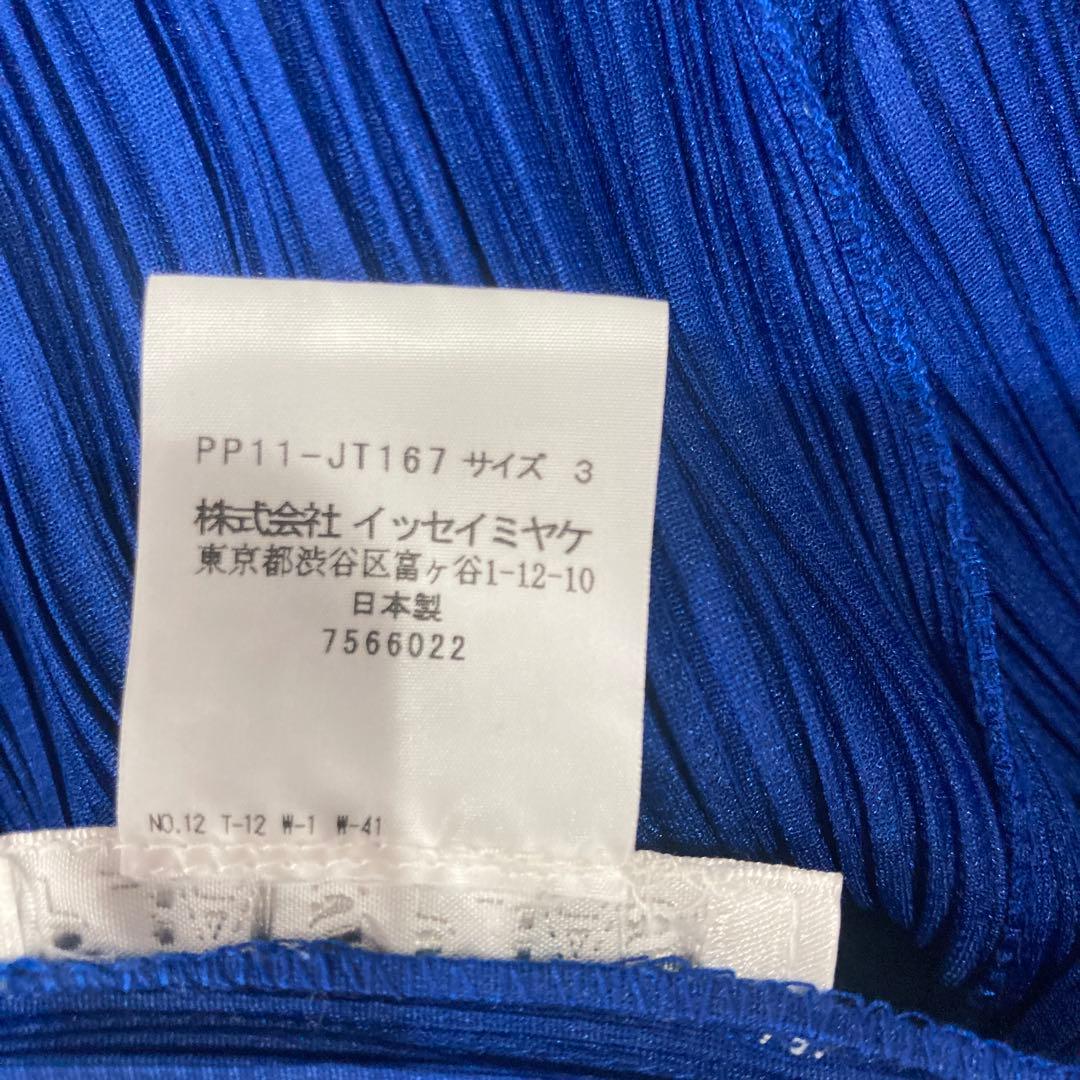 PP11-JT167 サイズ 3
株式会社 イッセイミヤケ
東京都渋谷区富ヶ谷1-12-10
日本製
7566022
NO.12 T-12 W-1 W-41